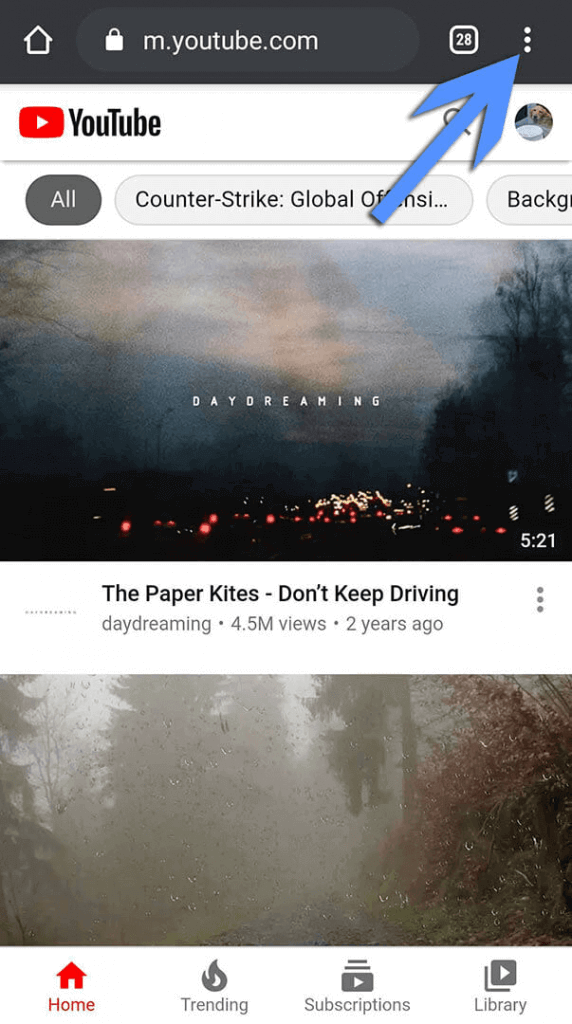 m.youtube.com
28
YouTube
All
Counter-Strike: Global Offensi...
Backg
DAYDREAMING
5:21
The Paper Kites - Don’t Keep Driving
DAYDREAMING
daydreaming • 4.5M views • 2 years ago
Home
Trending
Subscriptions
Library